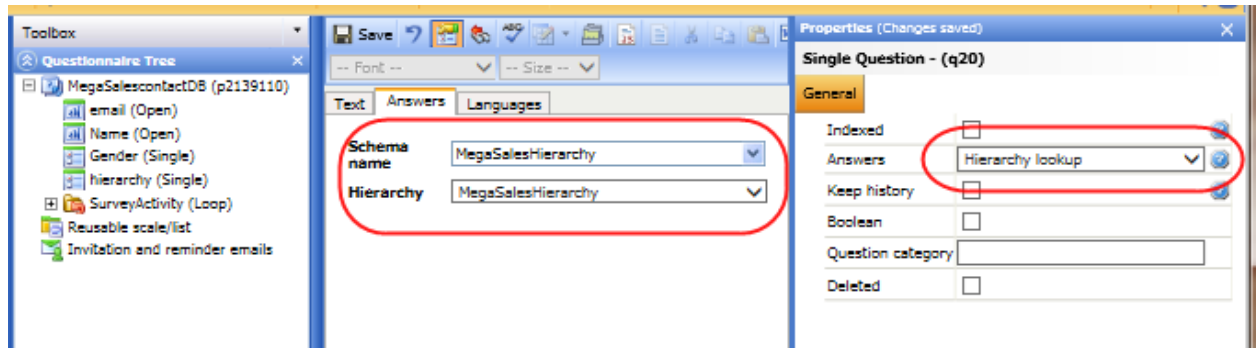 Toolbox
Questionnaire Tree
MegaSalescontactDB (p2139110)
email (Open)
Name (Open)
Gender (Single)
hierarchy (Single)
SurveyActivity (Loop)
Reusable scale/list
Invitation and reminder emails
Save
-- Font -- -- Size --
Text Answers Languages
Schema name MegaSalesHierarchy
Hierarchy MegaSalesHierarchy
Properties (Changes saved)
Single Question - (q20)
General
Indexed
Answers Hierarchy lookup
Keep history
Boolean
Question category
Deleted